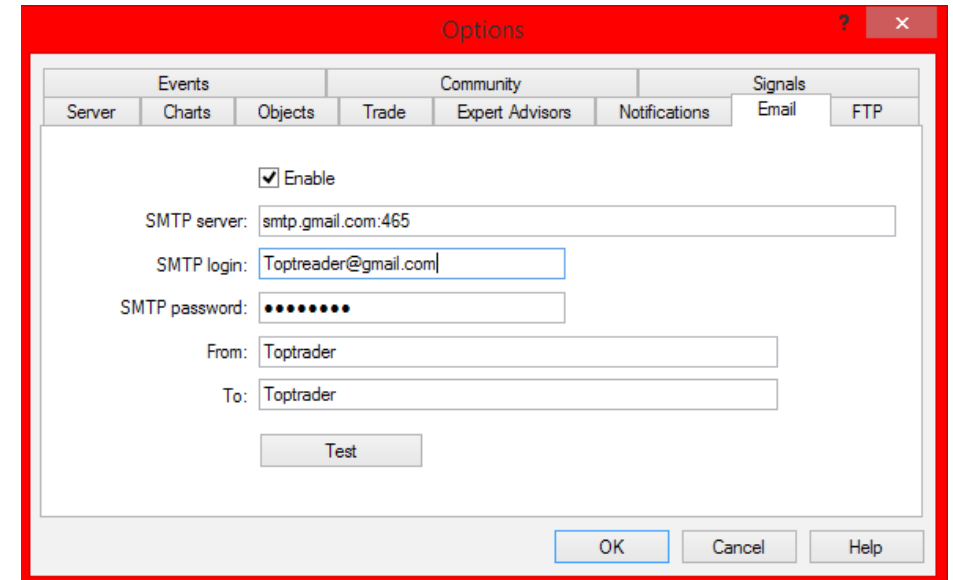 Options
? ×
Events Community Signals
Server Charts Objects Trade Expert Advisors Notifications Email FTP
Enable
SMTP server: smtp.gmail.com:465
SMTP login: Toptreader@gmail.com
SMTP password: ●●●●●●●●
From: Toptrader
To: Toptrader
Test
OK Cancel Help